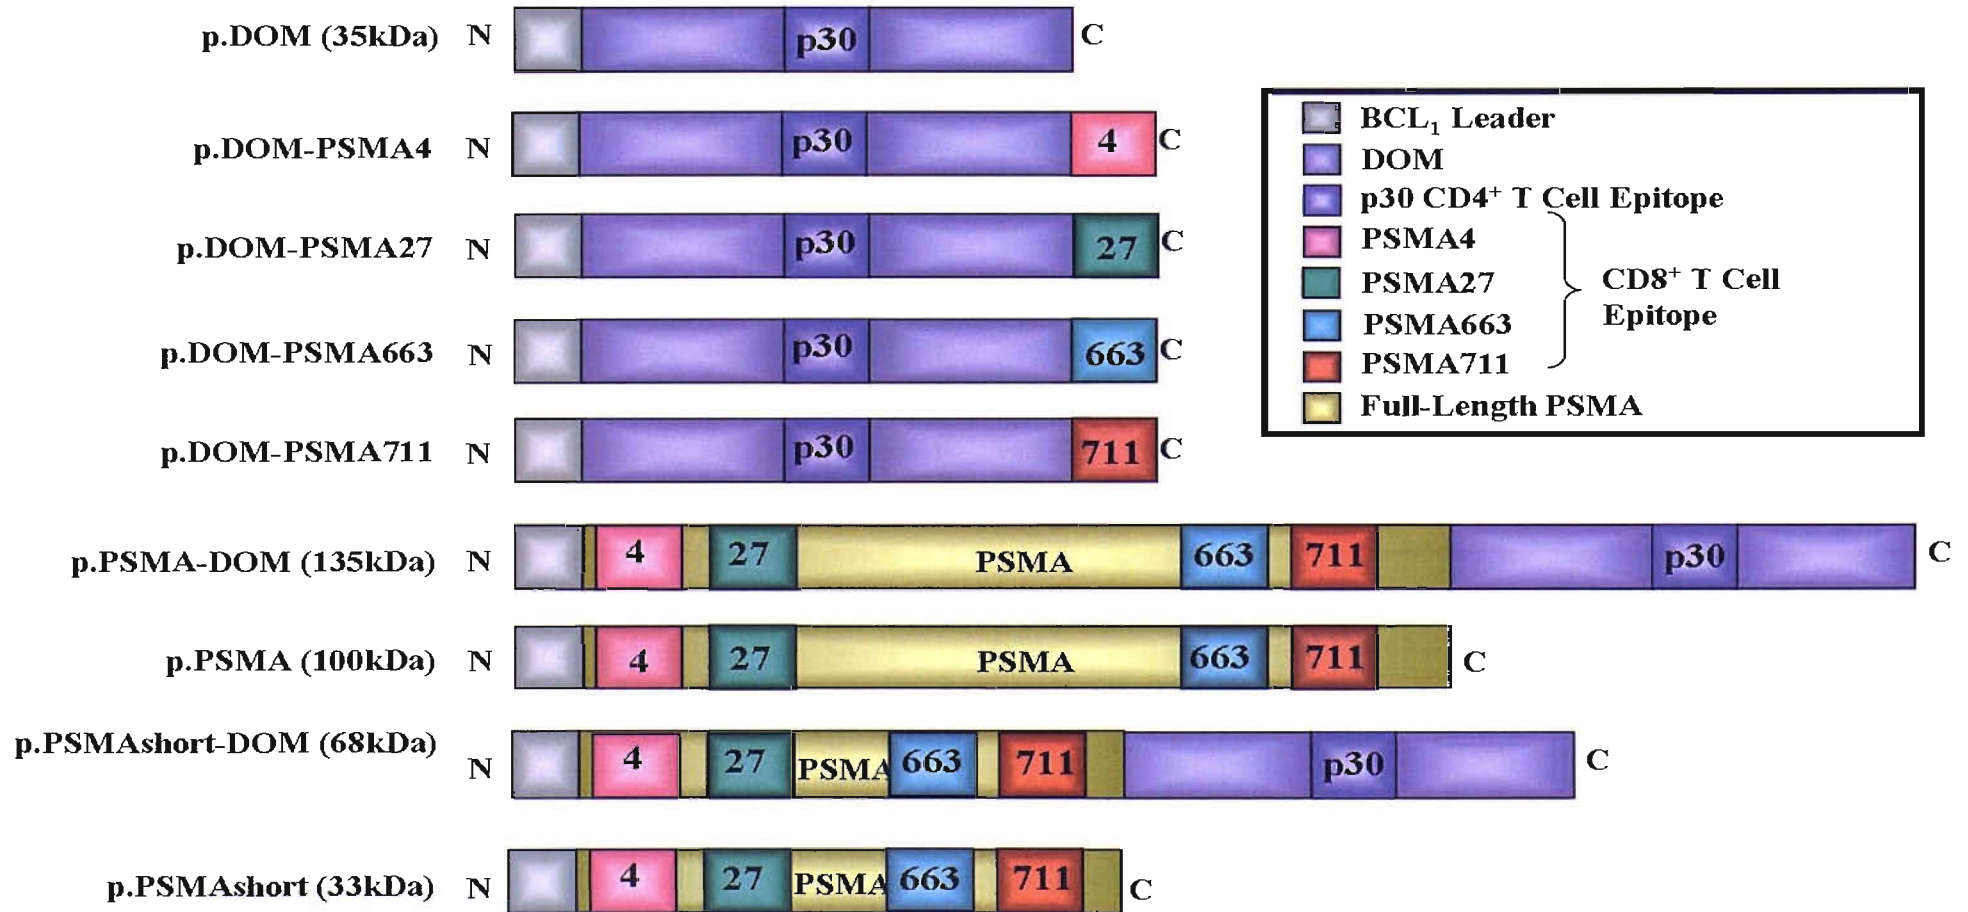 p.DOM (35kDa) N p30 C
p.DOM-PSMA4 N p30 4 C
p.DOM-PSMA27 N p30 27 C
p.DOM-PSMA663 N p30 663 C
p.DOM-PSMA711 N p30 711 C
p.PSMA-DOM (135kDa) N 4 27 PSMA 663 711 p30 C
p.PSMA (100kDa) N 4 27 PSMA 663 711 C
p.PSMAshort-DOM (68kDa) N 4 27 PSMA 663 711 p30 C
p.PSMAshort (33kDa) N 4 27 PSMA 663 711 C
BCL₁ Leader
DOM
p30 CD4⁺ T Cell Epitope
PSMA4
PSMA27
PSMA663
PSMA711
CD8⁺ T Cell
Epitope
Full-Length PSMA